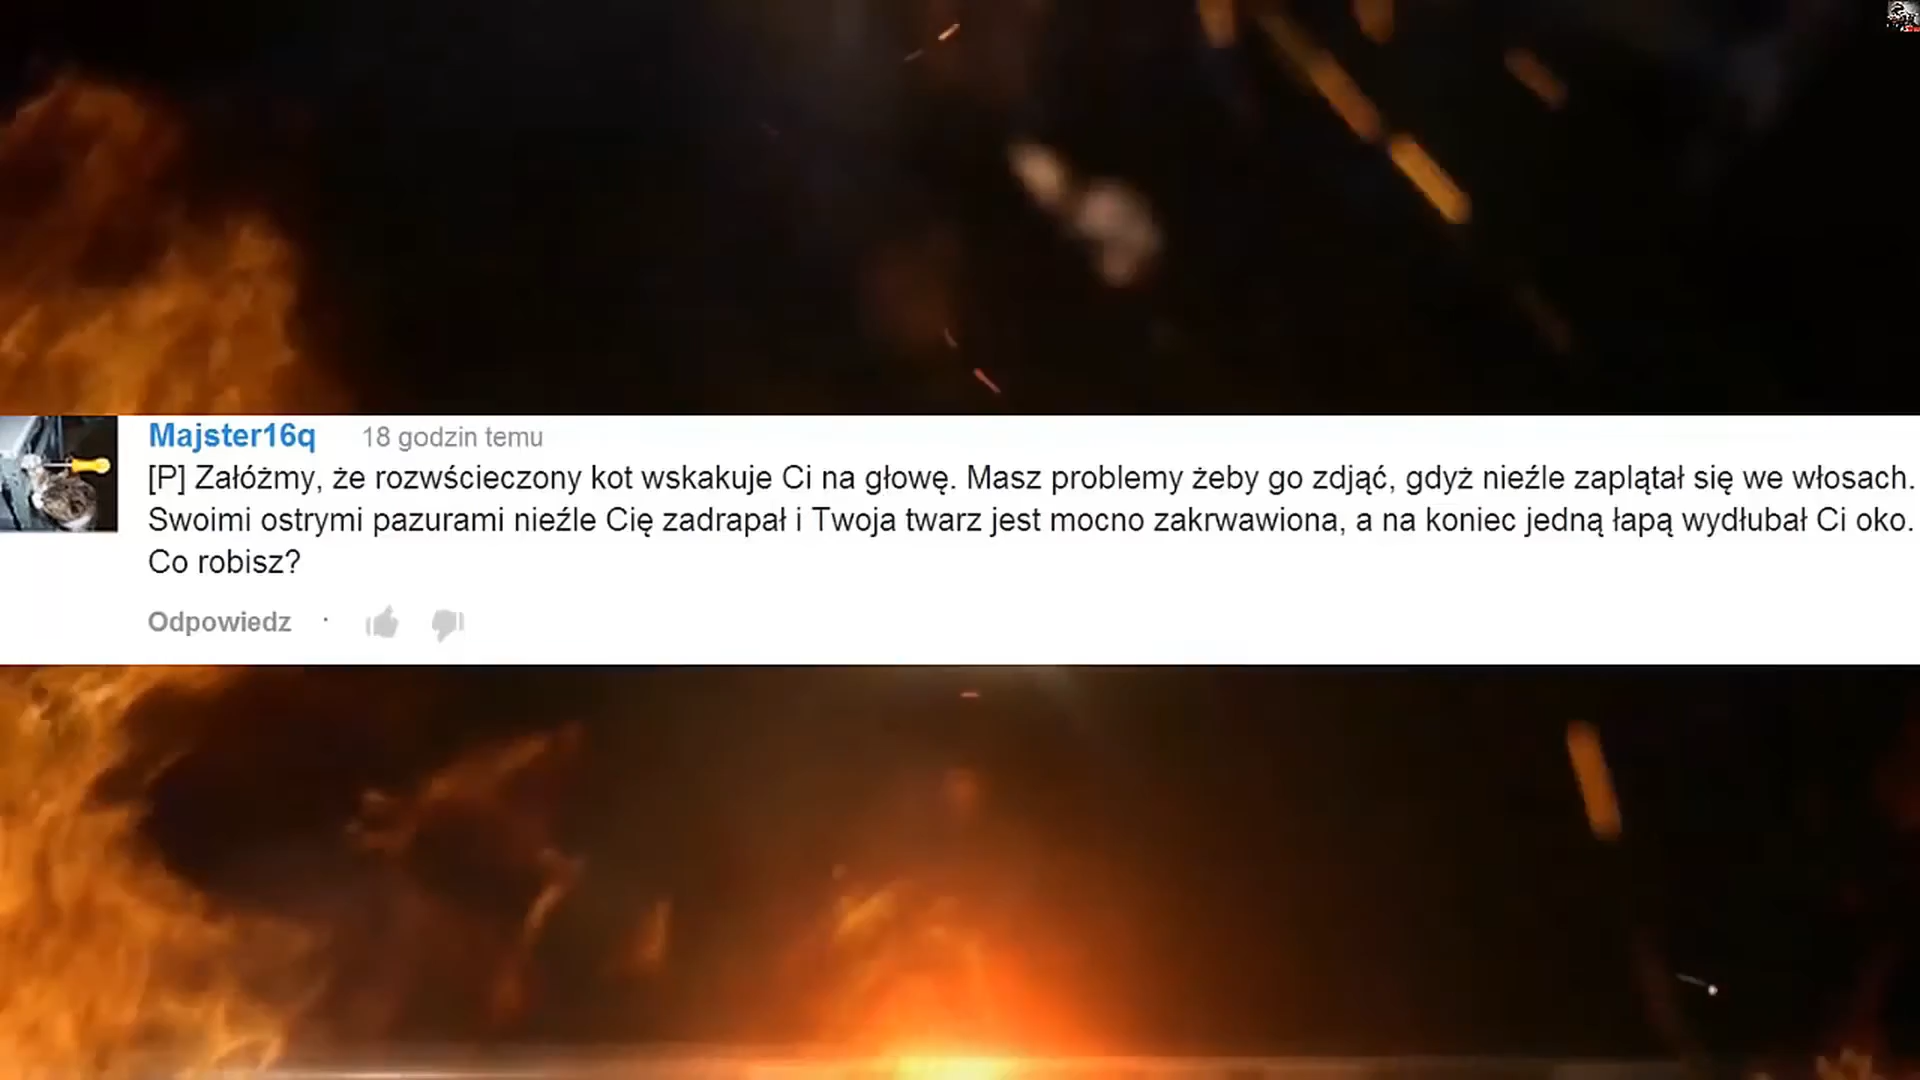 Majster16q 18 godzin temu
[P] Załóżmy, że rozwścieczony kot wskakuje Ci na głowę. Masz problemy żeby go zdjąć, gdyż nieźle zaplątał się we włosach.
Swoimi ostrymi pazurami nieźle Cię zadrapał i Twoja twarz jest mocno zakrwawiona, a na koniec jedną łapą wydłubał Ci oko.
Co robisz?
Odpowiedz ·